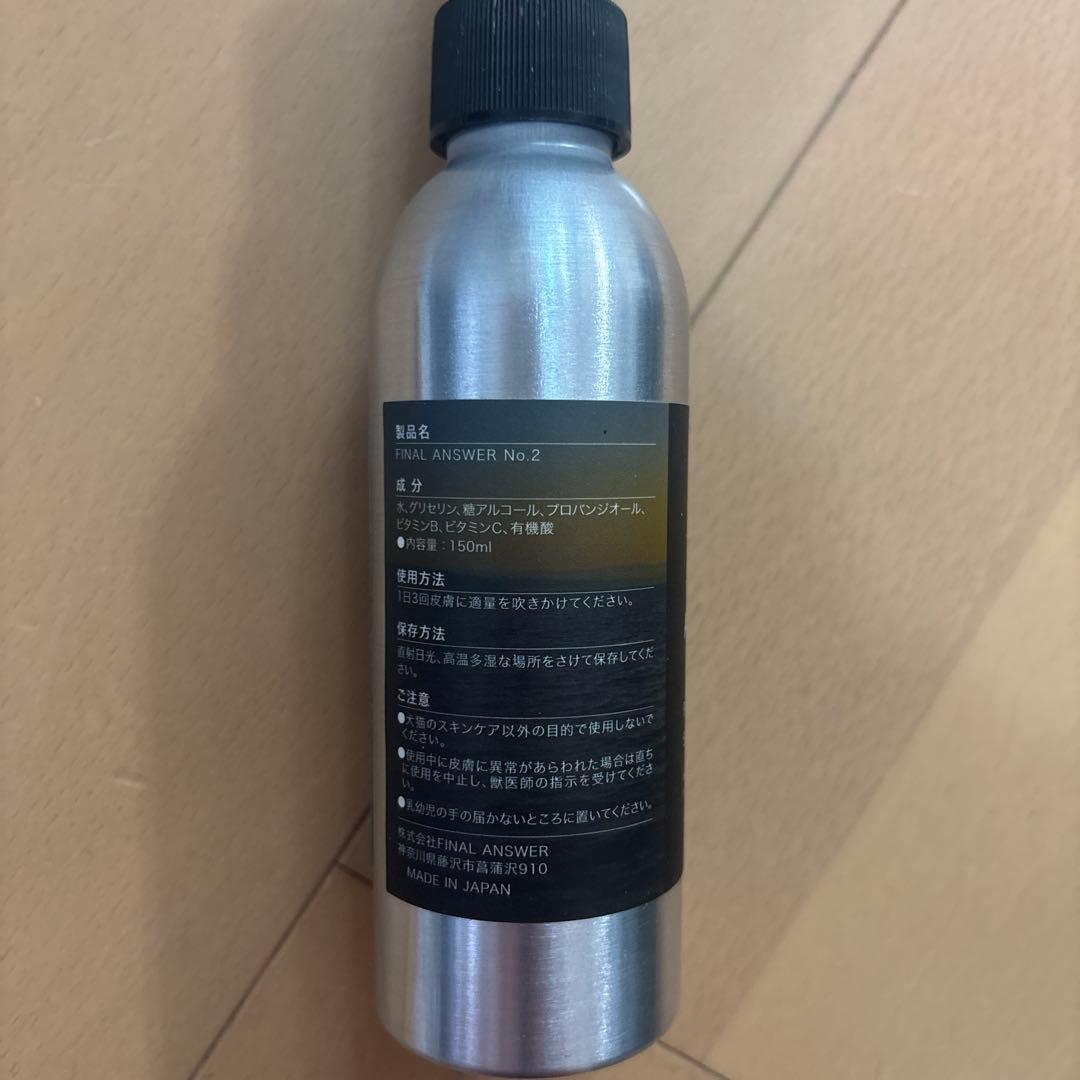 製品名
FINAL ANSWER No.2
成分
水、グリセリン、糖アルコール、プロパンジオール、
ビタミンB、ビタミンC、有機酸
●内容量：150ml
使用方法
1日3回皮膚に適量を吹きかけてください。
保存方法
直射日光、高温多湿な場所をさけて保存してくだ
さい。
ご注意
●犬猫のスキンケア以外の目的で使用しないで
ください。
●使用中に皮膚に異常があらわれた場合は直ち
に使用を中止し、獣医師の指示を受けてくださ
い。
●乳幼児の手の届かないところに置いてください。
株式会社FINAL ANSWER
神奈川県藤沢市菖蒲沢910
MADE IN JAPAN